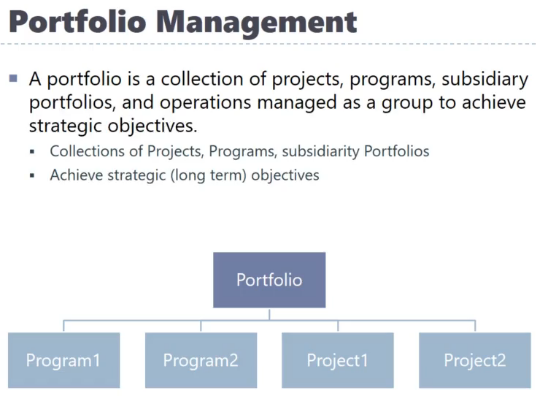 Portfolio Management
A portfolio is a collection of projects, programs, subsidiary
portfolios, and operations managed as a group to achieve
strategic objectives.
Collections of Projects, Programs, subsidiarity Portfolios
Achieve strategic (long term) objectives
Portfolio
Program1
Program2
Project1
Project2